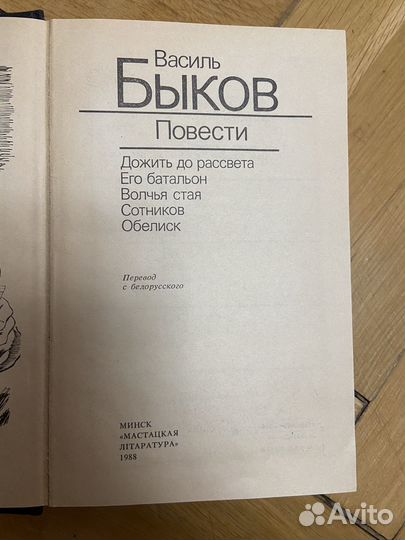 Василь
Быков
Повести
Дожить до рассвета
Его батальон
Волчья стая
Сотников
Обелиск
Перевод
с белорусского
МИНСК
«МАСТАЦКАЯ
ЛІТАРАТУРА»
1988
Avito